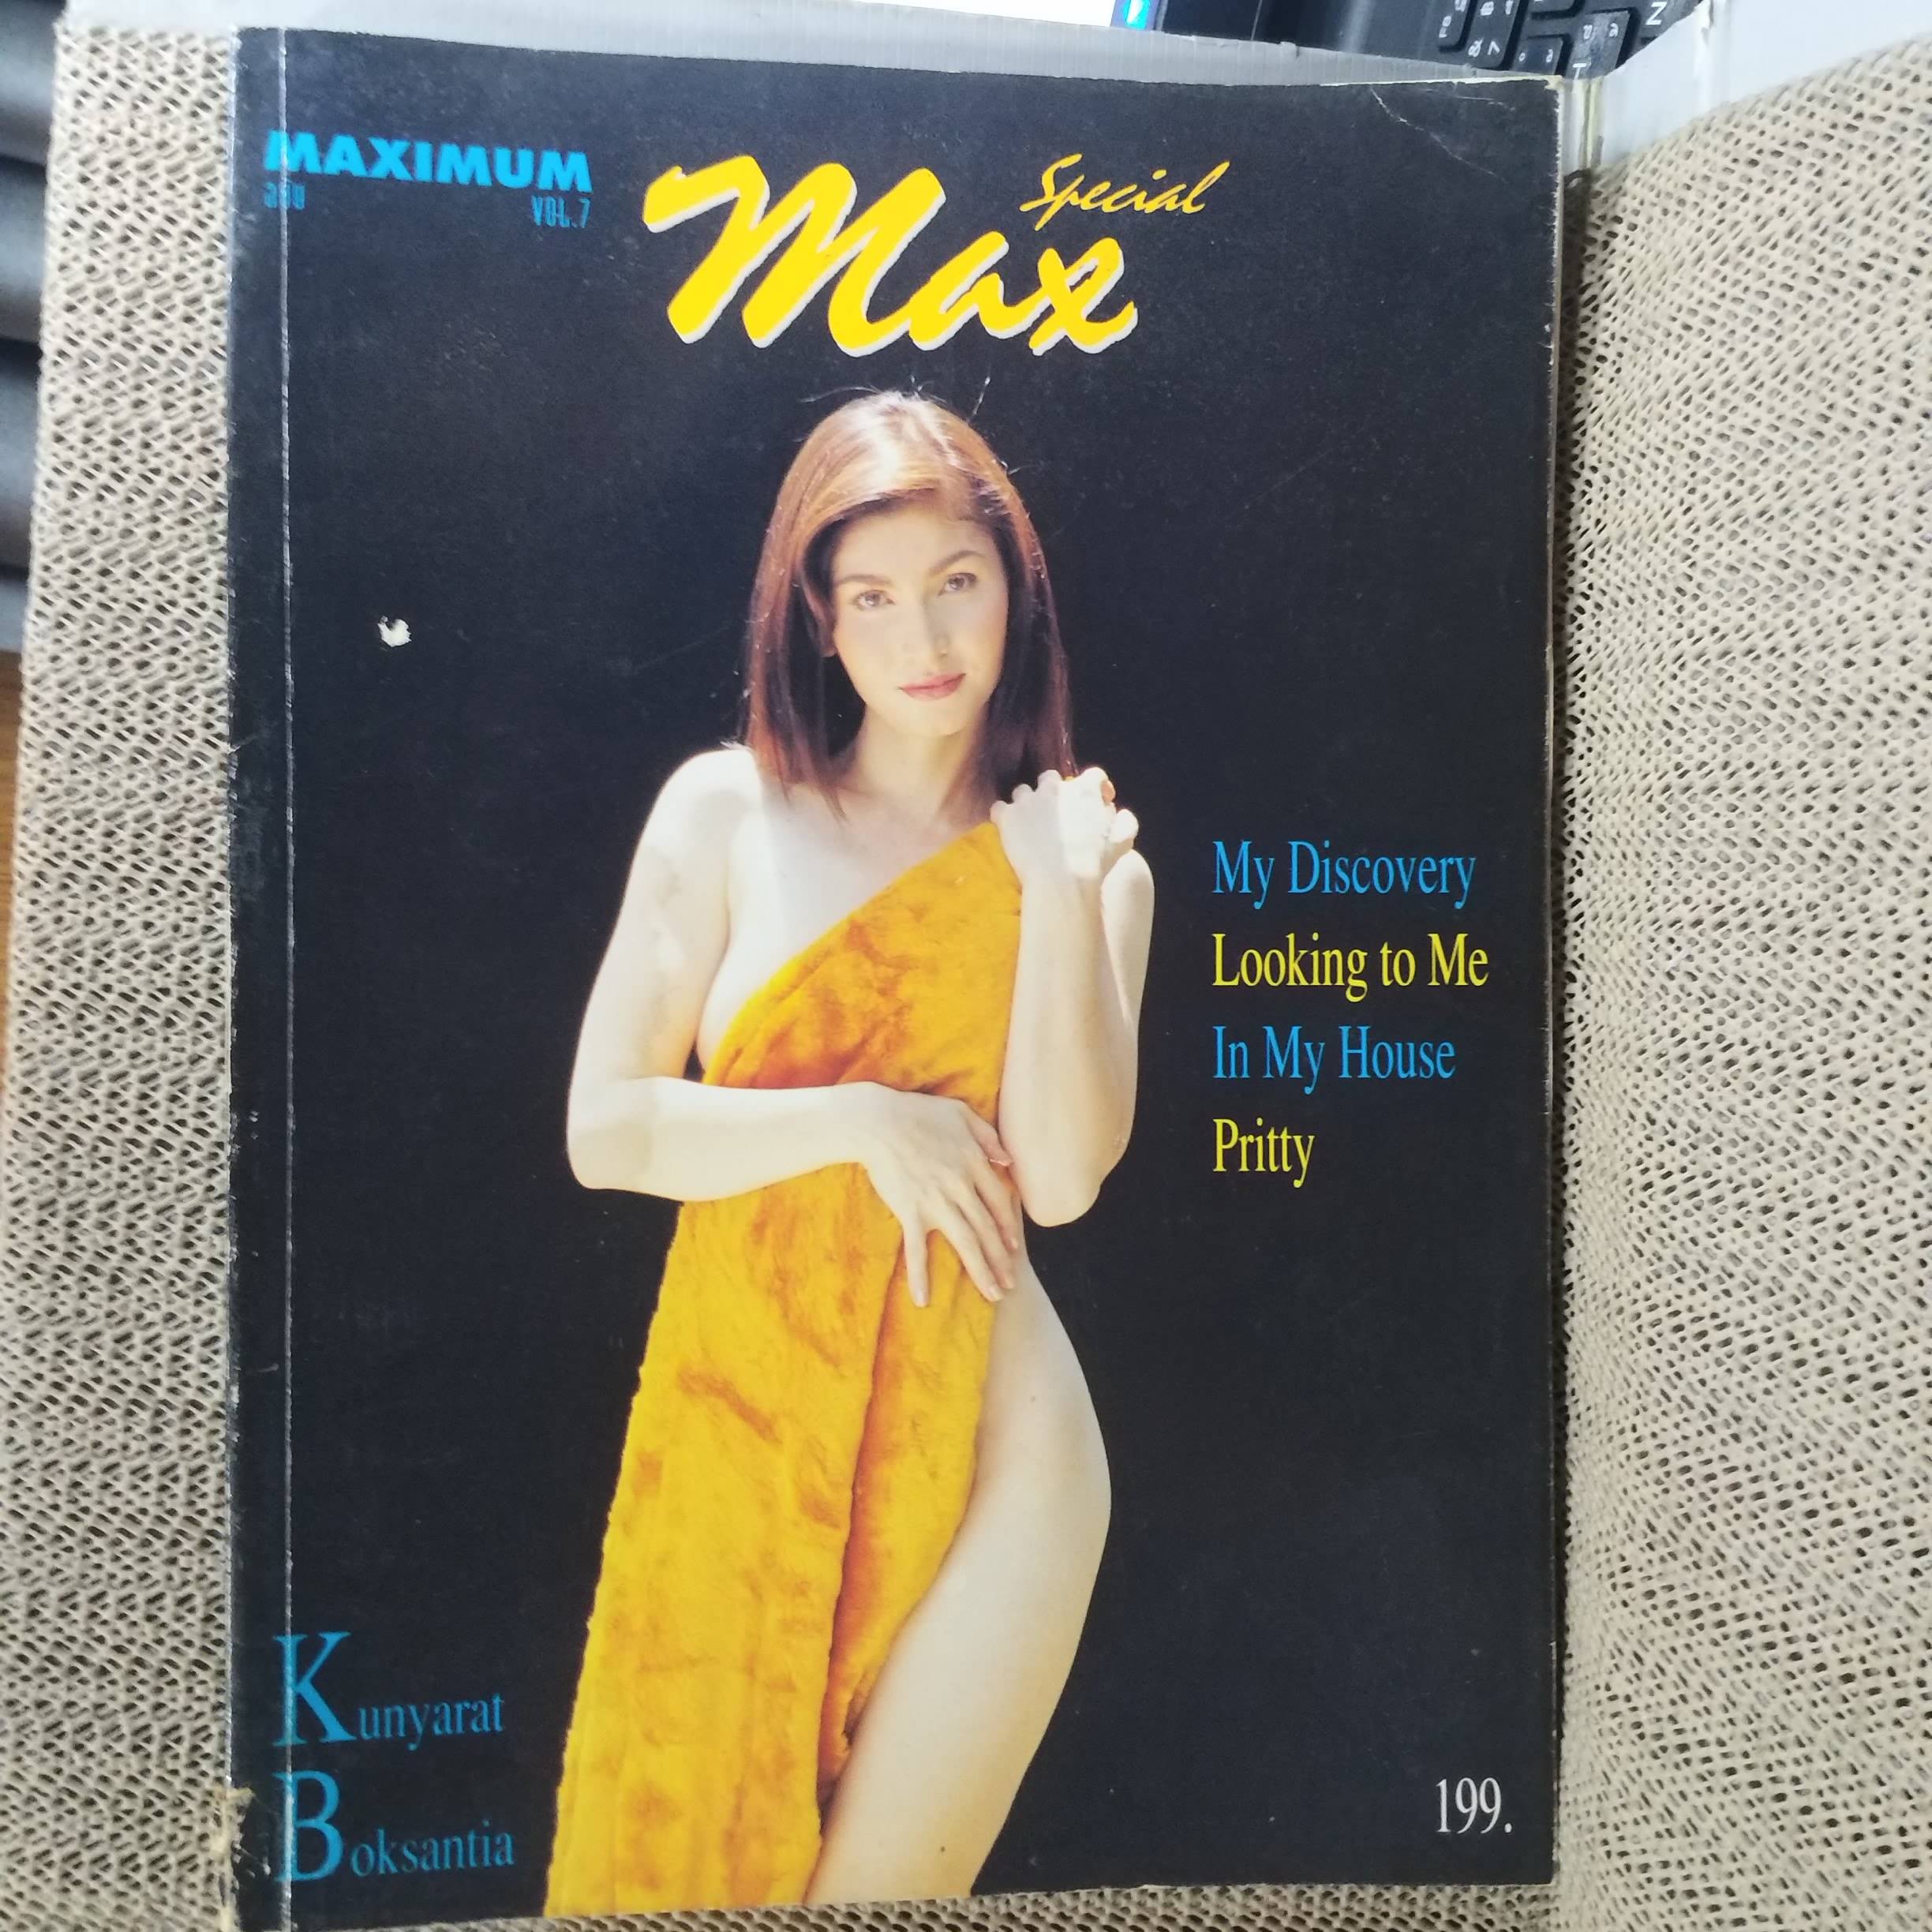 MAXIMUM
VOL.7
Special
Max
My Discovery
Looking to Me
In My House
Pritty
Kunyarat
Boksantia
199.